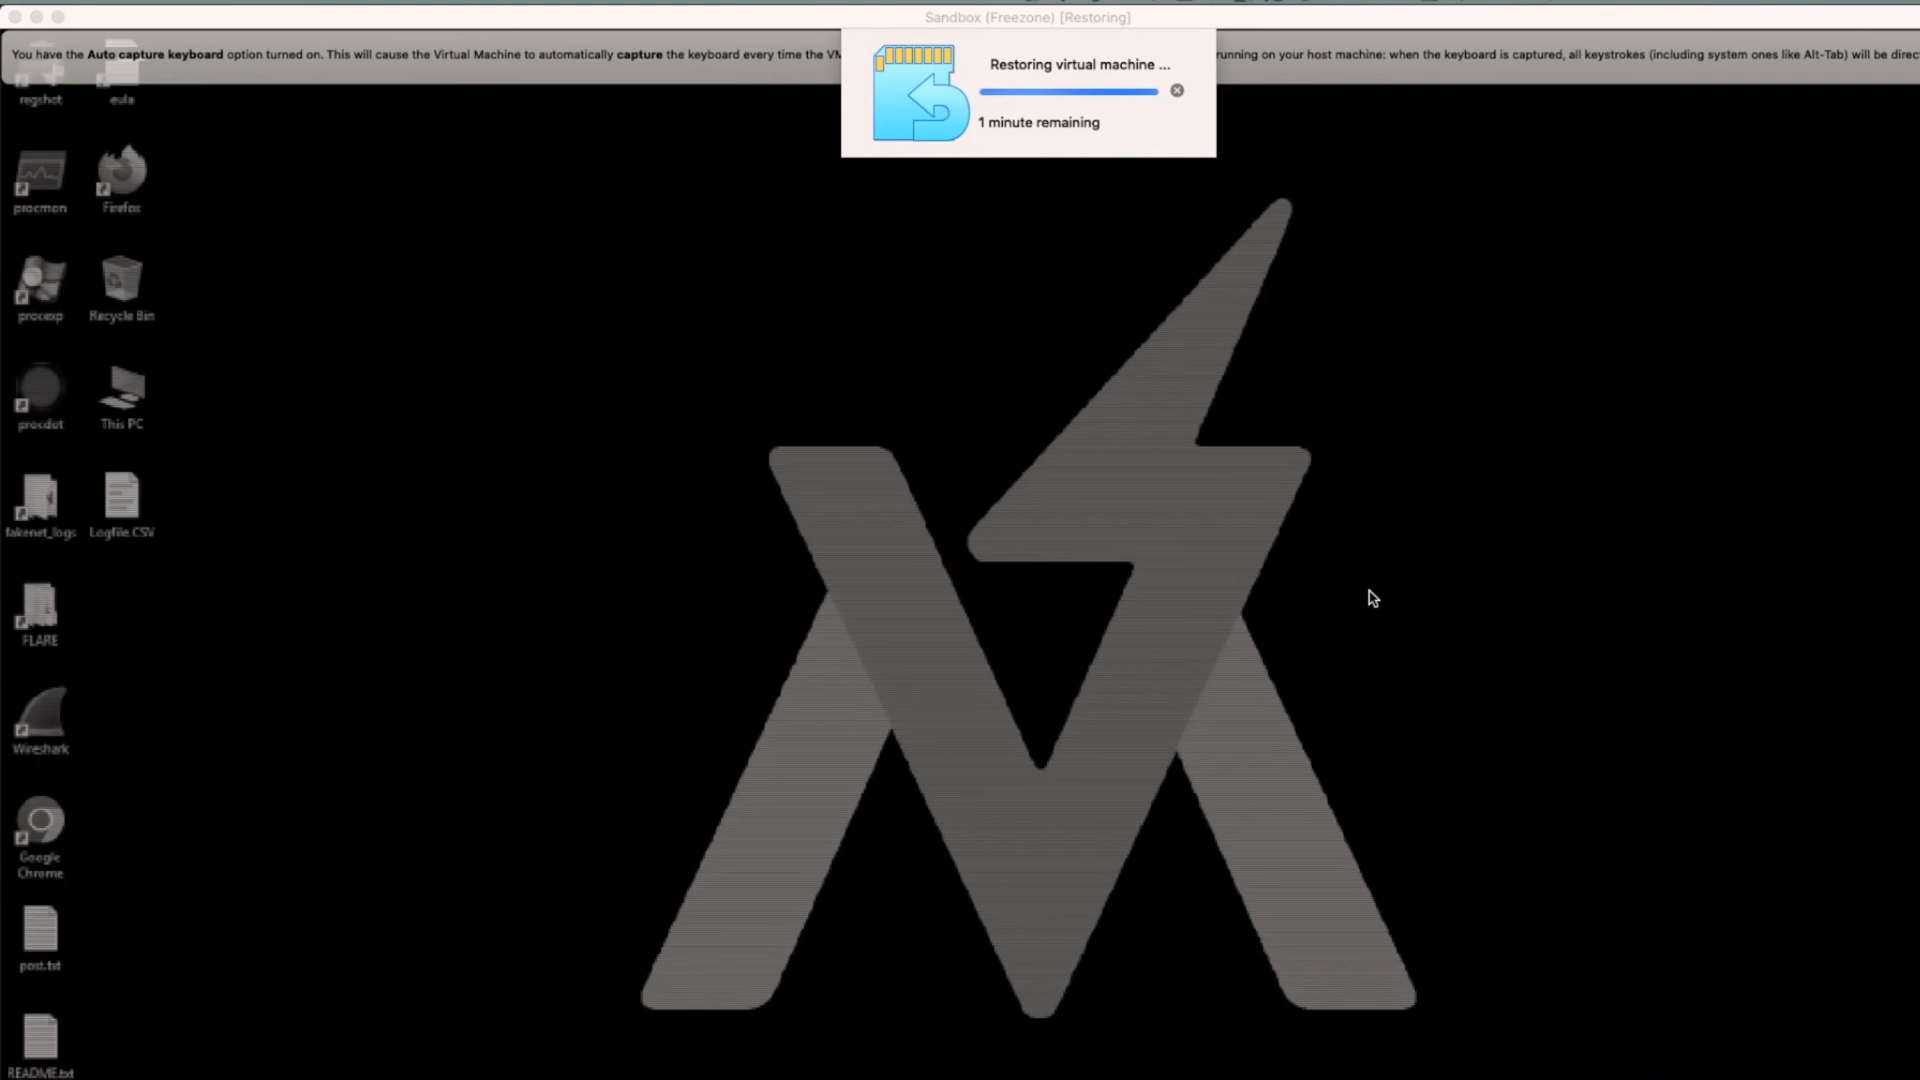 Sandbox (Freezone) [Restoring]
You have the Auto capture keyboard option turned on. This will cause the Virtual Machine to automatically capture the keyboard every time the VM
running on your host machine: when the keyboard is captured, all keystrokes (including system ones like Alt-Tab) will be direc
Restoring virtual machine ...
1 minute remaining
regshot
eula
procmon
Firefox
procexp
Recycle Bin
procdot
This PC
fakenet_logs
Logfile.CSV
FLARE
Wireshark
Google
Chrome
post.txt
README.txt